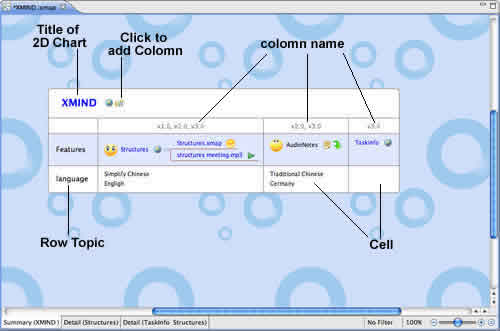 *XMIND .xmap
Title of
2D Chart
Click to
add Colomn
colomn name
XMIND
v1.0, v2.0, v3.0
v2.0, v3.0
v3.0
Features
Structures
Structures.xmap
structures meeting.mp3
AudioNotes
TaskInfo
language
Simplify Chinese
Engligh
Traditional Chinese
Germany
Row Topic
Cell
Summary (XMIND )
Detail (Structures)
Detail (TaskInfo Structures)
No Filter
100%